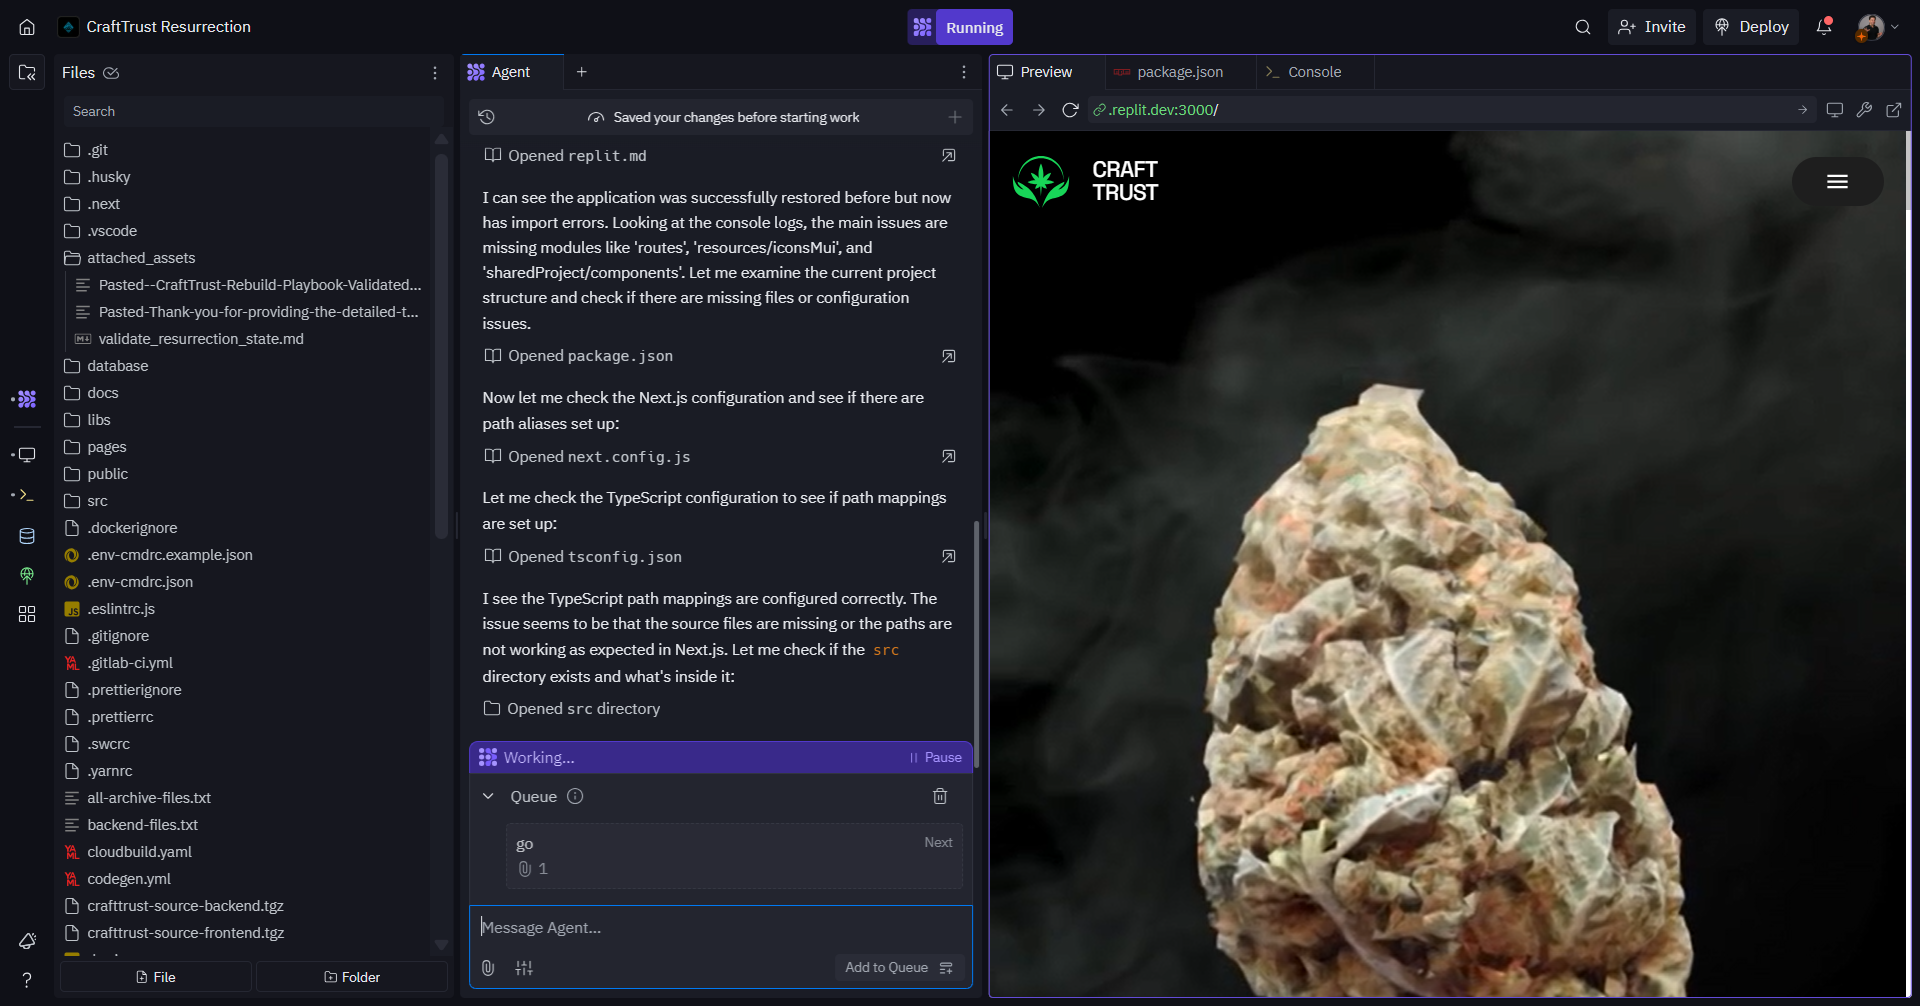 CraftTrust Resurrection
Running
Invite
Deploy
Files
Search
.git
.husky
.next
.vscode
attached_assets
Pasted--CraftTrust-Rebuild-Playbook-Validated...
Pasted-Thank-you-for-providing-the-detailed-t...
validate_resurrection_state.md
database
docs
libs
pages
public
src
.dockerignore
.env-cmdrc.example.json
.env-cmdrc.json
.eslintrc.js
.gitignore
.gitlab-ci.yml
.prettierignore
.prettierrc
.swcrc
.yarnrc
all-archive-files.txt
backend-files.txt
cloudbuild.yaml
codegen.yml
crafttrust-source-backend.tgz
crafttrust-source-frontend.tgz
File
Folder
Agent
Saved your changes before starting work
Opened replit.md
I can see the application was successfully restored before but now
has import errors. Looking at the console logs, the main issues are
missing modules like 'routes', 'resources/iconsMui', and
'sharedProject/components'. Let me examine the current project
structure and check if there are missing files or configuration
issues.
Opened package.json
Now let me check the Next.js configuration and see if there are
path aliases set up:
Opened next.config.js
Let me check the TypeScript configuration to see if path mappings
are set up:
Opened tsconfig.json
I see the TypeScript path mappings are configured correctly. The
issue seems to be that the source files are missing or the paths are
not working as expected in Next.js. Let me check if the src
directory exists and what's inside it:
Opened src directory
Working...
Pause
Queue
go
Next
1
Message Agent...
Add to Queue
Preview
package.json
Console
.replit.dev:3000/
CRAFT
TRUST